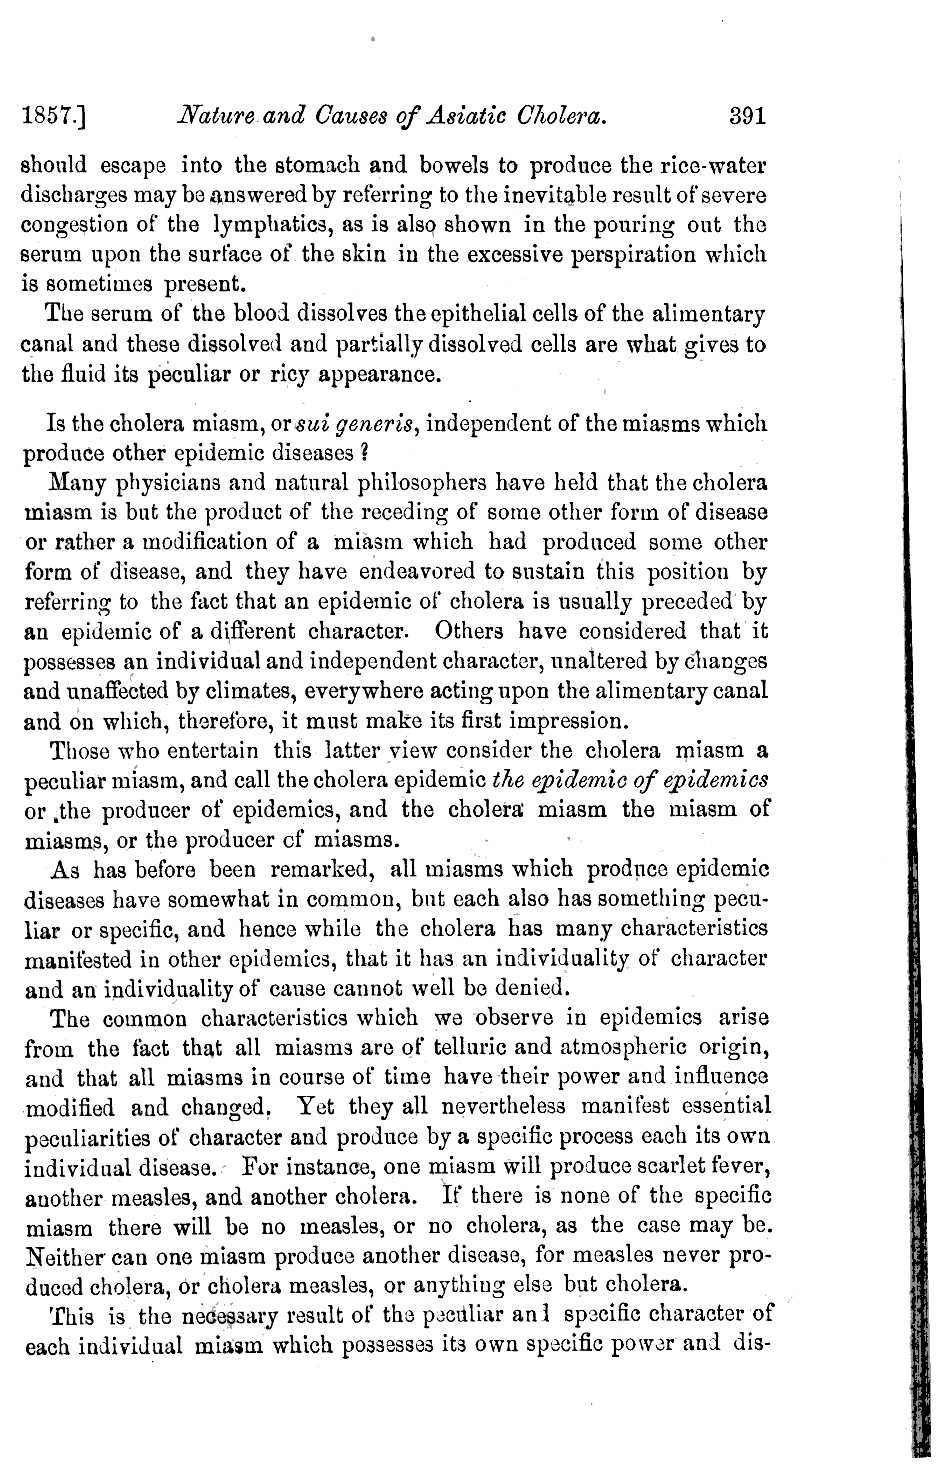 1857.] Nature and Causes of Asiatic Cholera. 391
should escape into the stomach and bowels to produce the rice-water
discharges may be answered by referring to the inevitable result of severe
congestion of the lymphatics, as is also shown in the pouring out the
serum upon the surface of the skin in the excessive perspiration which
is sometimes present.
The serum of the blood dissolves the epithelial cells of the alimentary
canal and these dissolved and partially dissolved cells are what gives to
the fluid its peculiar or ricy appearance.
Is the cholera miasm, or sui generis, independent of the miasms which
produce other epidemic diseases ?
Many physicians and natural philosophers have held that the cholera
miasm is but the product of the receding of some other form of disease
or rather a modification of a miasm which had produced some other
form of disease, and they have endeavored to sustain this position by
referring to the fact that an epidemic of cholera is usually preceded by
an epidemic of a different character. Others have considered that it
possesses an individual and independent character, unaltered by changes
and unaffected by climates, everywhere acting upon the alimentary canal
and on which, therefore, it must make its first impression.
Those who entertain this latter view consider the cholera miasm a
peculiar miasm, and call the cholera epidemic the epidemic of epidemics
or the producer of epidemics, and the cholera miasm the miasm of
miasms, or the producer of miasms.
As has before been remarked, all miasms which produce epidemic
diseases have somewhat in common, but each also has something pecu-
liar or specific, and hence while the cholera has many characteristics
manifested in other epidemics, that it has an individuality of character
and an individuality of cause cannot well be denied.
The common characteristics which we observe in epidemics arise
from the fact that all miasms are of telluric and atmospheric origin,
and that all miasms in course of time have their power and influence
modified and changed. Yet they all nevertheless manifest essential
peculiarities of character and produce by a specific process each its own
individual disease. For instance, one miasm will produce scarlet fever,
another measles, and another cholera. If there is none of the specific
miasm there will be no measles, or no cholera, as the case may be.
Neither can one miasm produce another disease, for measles never pro-
duced cholera, or cholera measles, or anything else but cholera.
This is the necessary result of the peculiar and specific character of
each individual miasm which possesses its own specific power and dis-